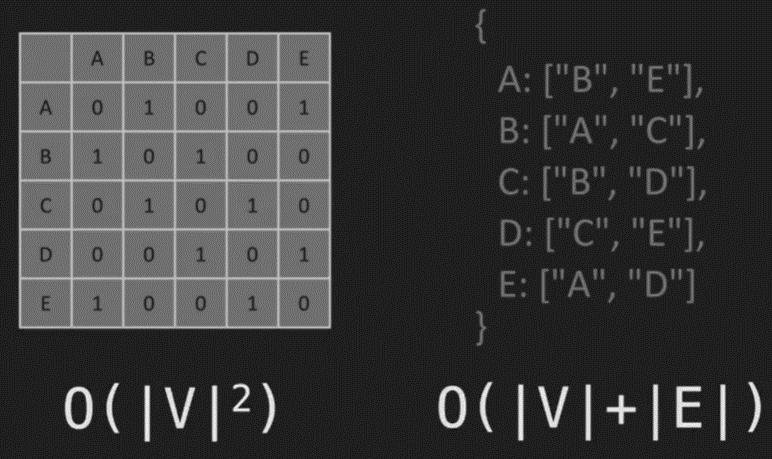 A B C D E
A 0 1 0 0 1
B 1 0 1 0 0
C 0 1 0 1 0
D 0 0 1 0 1
E 1 0 0 1 0
O(|V|²)
{
A: ["B", "E"],
B: ["A", "C"],
C: ["B", "D"],
D: ["C", "E"],
E: ["A", "D"]
}
O(|V|+|E|)